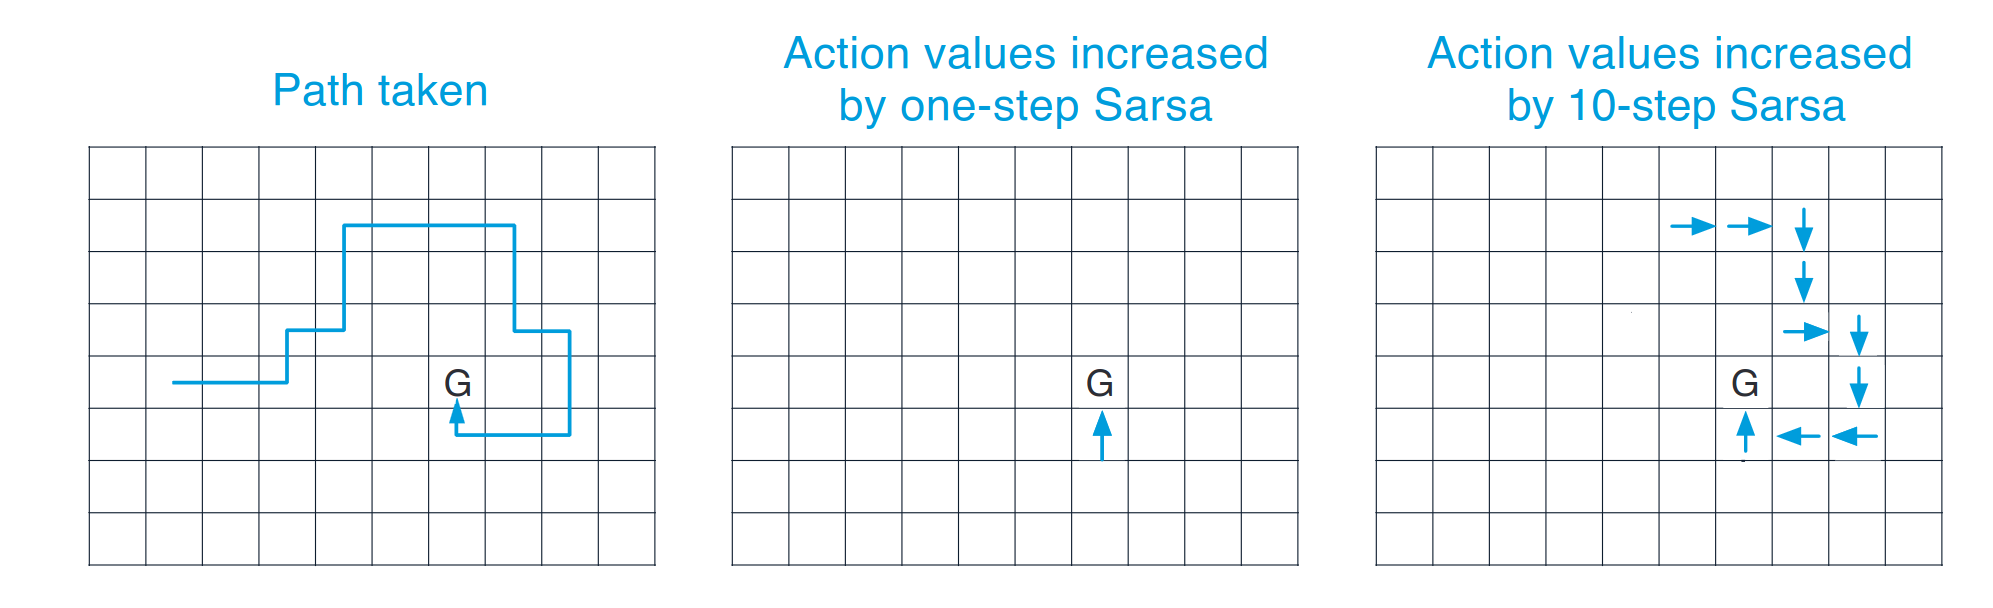 Path taken
Action values increased
by one-step Sarsa
Action values increased
by 10-step Sarsa
G
G
G